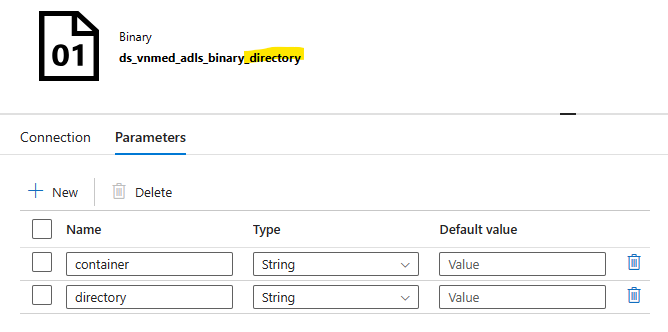 01
Binary
ds_vnmed_adls_binary_directory
Connection Parameters
New Delete
Name Type Default value
container String Value
directory String Value